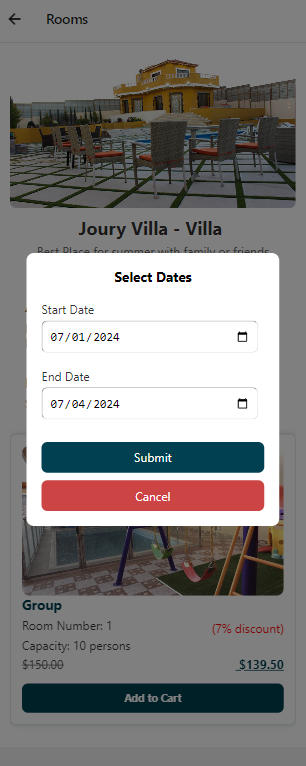 Rooms
Joury Villa - Villa
Best Place for summer with family or friends
Select Dates
Start Date
07/01/2024
End Date
07/04/2024
Submit
Cancel
Group
Room Number: 1
(7% discount)
Capacity: 10 persons
$150.00
$139.50
Add to Cart